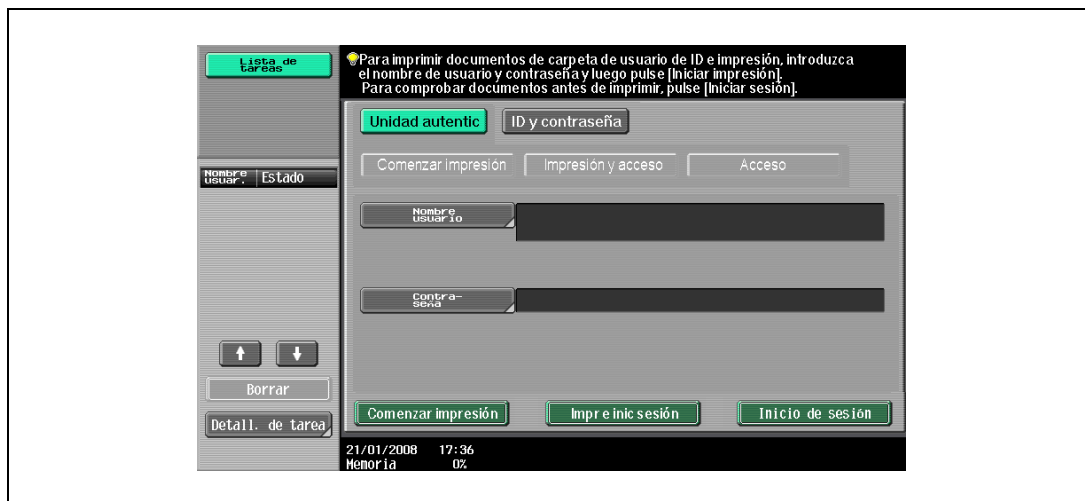 Lista de
tareas
Para imprimir documentos de carpeta de usuario de ID e impresión, introduzca
el nombre de usuario y contraseña y luego pulse [Iniciar impresión].
Para comprobar documentos antes de imprimir, pulse [Iniciar sesión].
Unidad autentic
ID y contraseña
Comenzar impresión
Impresión y acceso
Acceso
Nombre
usuar.
Estado
Nombre
usuario
Contra-
seña
Borrar
Detall. de tarea
Comenzar impresión
Impr e inic sesión
Inicio de sesión
21/01/2008 17:36
Memoria 0%